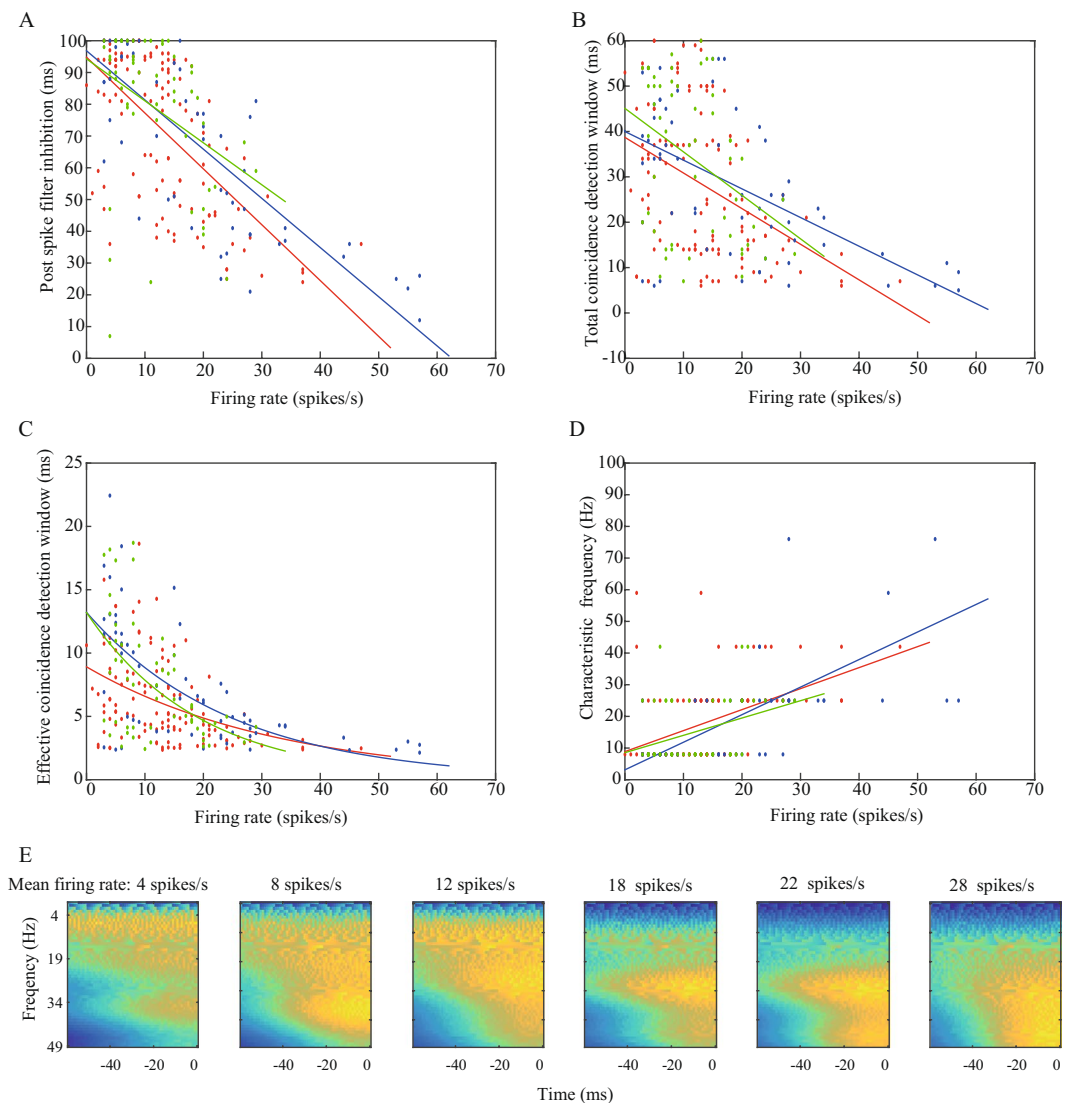 A
B
100
90
80
70
60
50
40
30
20
10
0
Post spike filter inhibition (ms)
0 10 20 30 40 50 60 70
Firing rate (spikes/s)
60
50
40
30
20
10
0
-10
Total coincidence detection window (ms)
0 10 20 30 40 50 60 70
Firing rate (spikes/s)
C
D
25
20
15
10
5
0
Effective coincidence detection window (ms)
0 10 20 30 40 50 60 70
Firing rate (spikes/s)
100
90
80
70
60
50
40
30
20
10
0
Characteristic frequency (Hz)
0 10 20 30 40 50 60 70
Firing rate (spikes/s)
E
Mean firing rate: 4 spikes/s 8 spikes/s 12 spikes/s 18 spikes/s 22 spikes/s 28 spikes/s
4
19
34
49
Freqency (Hz)
-40 -20 0 -40 -20 0 -40 -20 0 -40 -20 0 -40 -20 0 -40 -20 0
Time (ms)